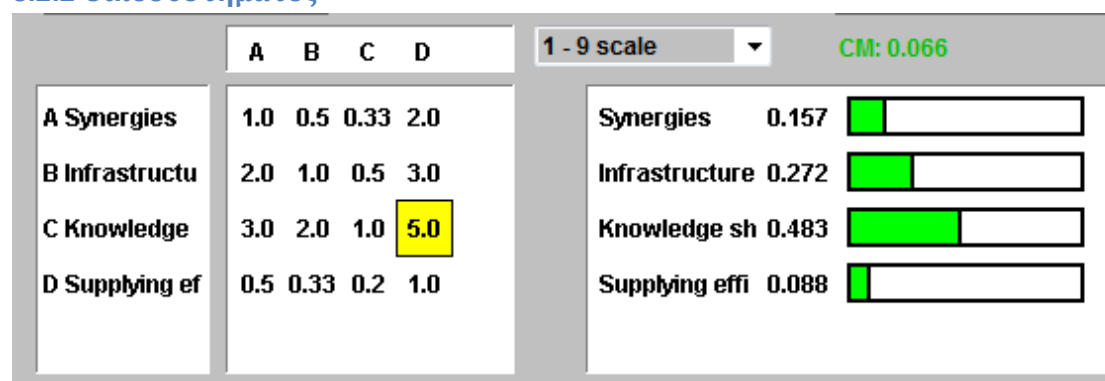 A B C D
1 - 9 scale
CM: 0.066
A Synergies 1.0 0.5 0.33 2.0
B Infrastructu 2.0 1.0 0.5 3.0
C Knowledge 3.0 2.0 1.0 5.0
D Supplying ef 0.5 0.33 0.2 1.0
Synergies 0.157
Infrastructure 0.272
Knowledge sh 0.483
Supplying effi 0.088